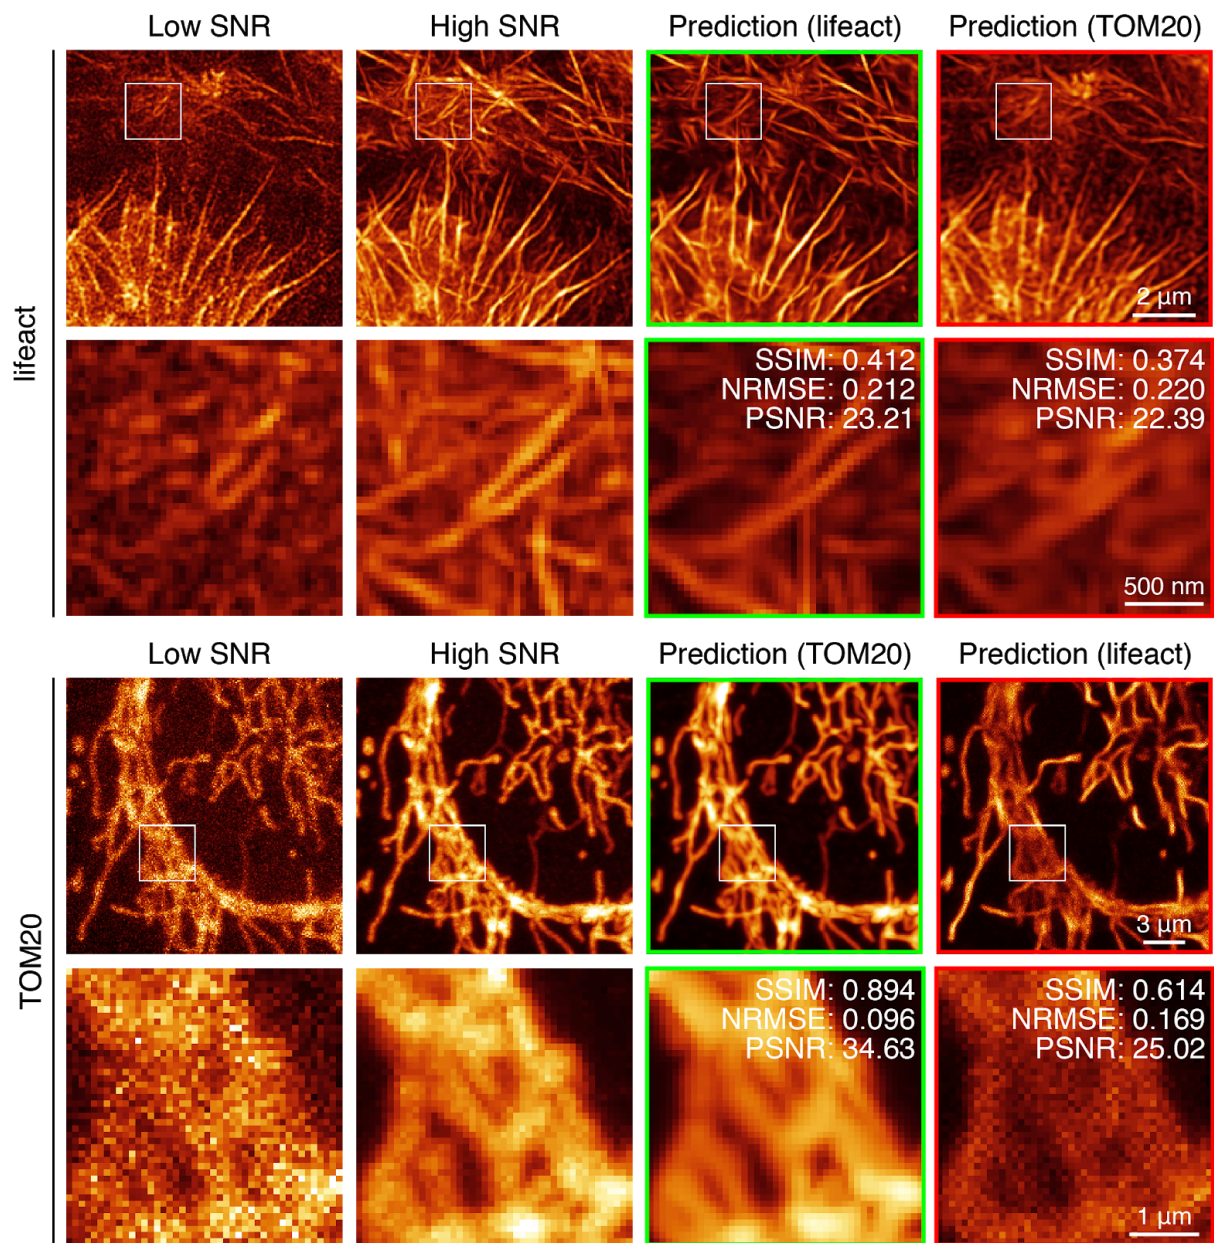 Low SNR High SNR Prediction (lifeact) Prediction (TOM20)
lifeact
2 µm
SSIM: 0.412 SSIM: 0.374
NRMSE: 0.212 NRMSE: 0.220
PSNR: 23.21 PSNR: 22.39
500 nm
Low SNR High SNR Prediction (TOM20) Prediction (lifeact)
TOM20
3 µm
SSIM: 0.894 SSIM: 0.614
NRMSE: 0.096 NRMSE: 0.169
PSNR: 34.63 PSNR: 25.02
1 µm